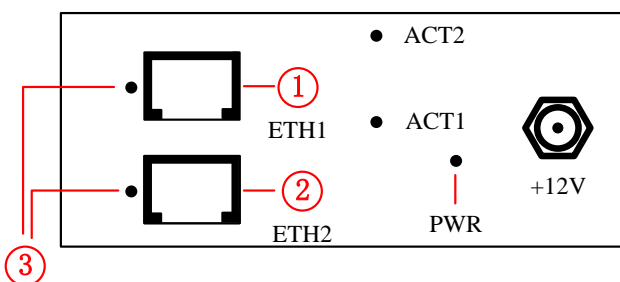 ACT2
①
ETH1
ACT1
②
ETH2
+12V
PWR
③